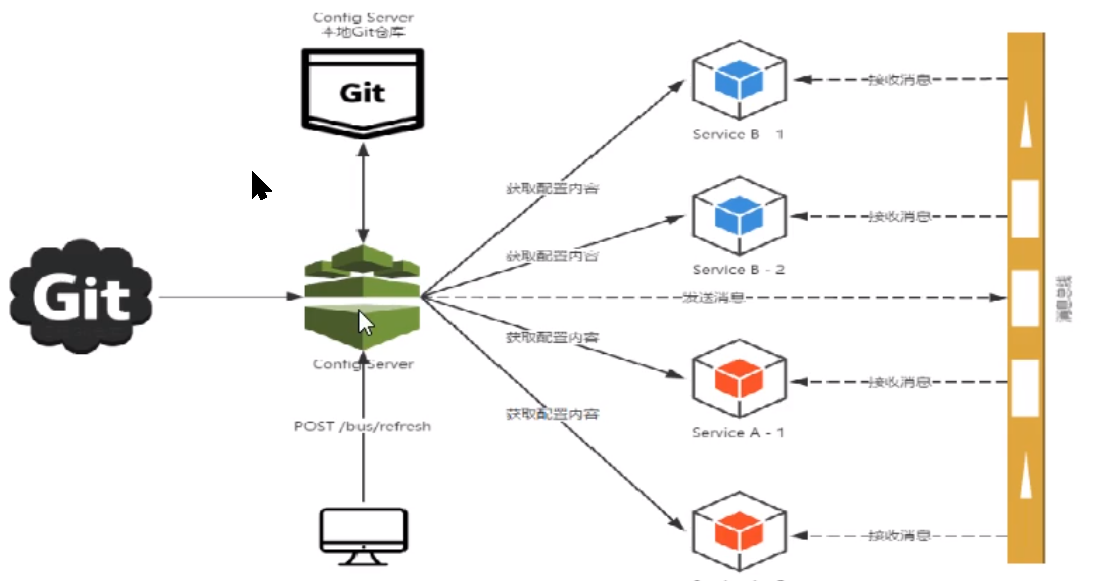 Config Server
本地Git仓库
Git
接收消息
Service B - 1
获取配置内容
接收消息
获取配置内容
Service B - 2
Git
发送消息
消息总线
获取配置内容
Config Server
接收消息
获取配置内容
POST /bus/refresh
Service A - 1
接收消息